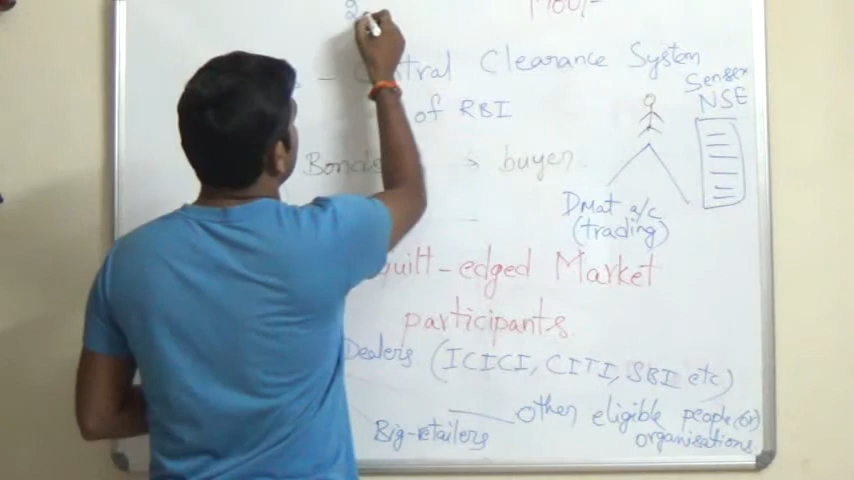 Central Clearance System
of RBI
Sensex
NSE
Bonds → buyer
Dmat a/c
(trading)
Guilt-edged Market
participants
Dealers (ICICI, CITI, SBI etc)
Other eligible people (or)
organisations.
Big-retailers